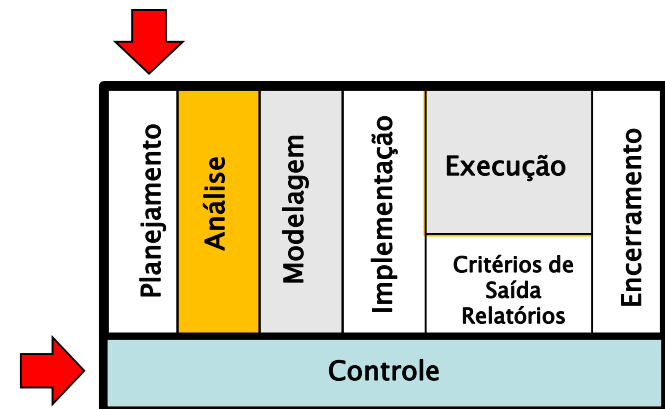 Planejamento
Análise
Modelagem
Implementação
Execução
Critérios de
Saída
Relatórios
Encerramento
Controle